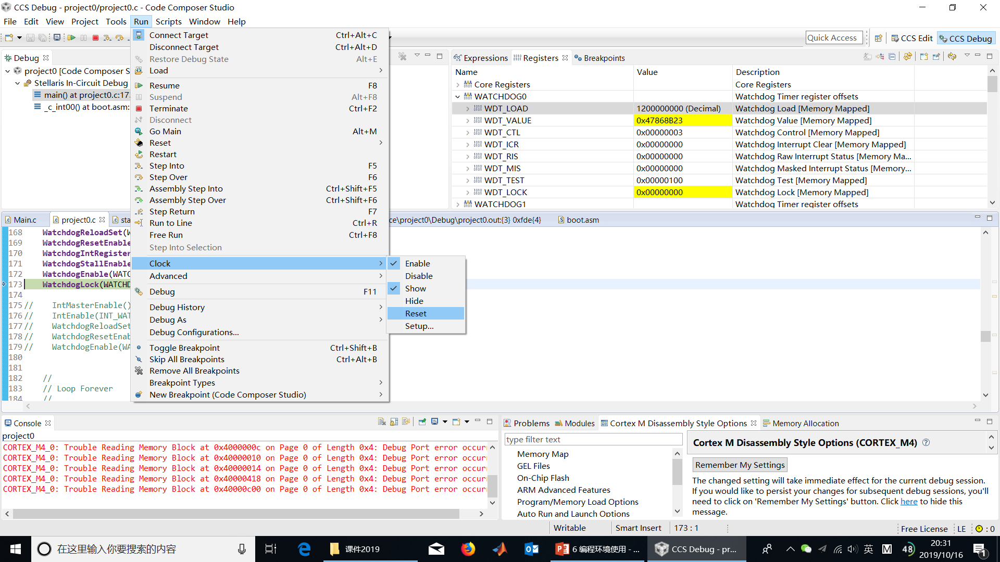 CCS Debug - project0/project0.c - Code Composer Studio
File Edit View Project Tools Run Scripts Window Help
Quick Access CCS Edit CCS Debug
Connect Target Ctrl+Alt+C
Disconnect Target Ctrl+Alt+D
Restore Debug State Alt+E
Load
Resume F8
Suspend Alt+F8
Terminate Ctrl+F2
Disconnect
Go Main Alt+M
Reset
Restart
Step Into F5
Step Over F6
Assembly Step Into Ctrl+Shift+F5
Assembly Step Over Ctrl+Shift+F6
Step Return F7
Run to Line Ctrl+R
Free Run Ctrl+F8
Step Into Selection
Clock
Advanced
Debug F11
Debug History
Debug As
Debug Configurations...
Toggle Breakpoint Ctrl+Shift+B
Skip All Breakpoints Ctrl+Alt+B
Remove All Breakpoints
Breakpoint Types
New Breakpoint (Code Composer Studio)
Enable
Disable
Show
Hide
Reset
Setup...
Debug
project0 [Code Composer S
Stellaris In-Circuit Debug
main() at project0.c:17
_c_int00() at boot.asm:
Expressions Registers Breakpoints
Name Value Description
Core Registers Core Registers
WATCHDOG0 Watchdog Timer register offsets
WDT_LOAD 1200000000 (Decimal) Watchdog Load [Memory Mapped]
WDT_VALUE 0x47868B23 Watchdog Value [Memory Mapped]
WDT_CTL 0x00000003 Watchdog Control [Memory Mapped]
WDT_ICR 0x00000000 Watchdog Interrupt Clear [Memory Mapped]
WDT_RIS 0x00000000 Watchdog Raw Interrupt Status [Memory Ma...
WDT_MIS 0x00000000 Watchdog Masked Interrupt Status [Memory...
WDT_TEST 0x00000100 Watchdog Test [Memory Mapped]
WDT_LOCK 0x00000000 Watchdog Lock [Memory Mapped]
WATCHDOG1 Watchdog Timer register offsets
Main.c project0.c sta ce\project0\Debug\project0.out:{3} 0xfde{4} boot.asm
168 WatchdogReloadSet(W
169 WatchdogResetEnable
170 WatchdogIntRegister
171 WatchdogStallEnable
172 WatchdogEnable(WATC
173 WatchdogLock(WATCHD
174
175 // IntMasterEnable()
176 // IntEnable(INT_WAT
177 // WatchdogReloadSet
178 // WatchdogResetEnab
179 // WatchdogEnable(WA
180
181
182 //
183 // Loop Forever
184 //
Console
project0
CORTEX_M4_0: Trouble Reading Memory Block at 0x4000000c on Page 0 of Length 0x4: Debug Port error occur
CORTEX_M4_0: Trouble Reading Memory Block at 0x40000010 on Page 0 of Length 0x4: Debug Port error occur
CORTEX_M4_0: Trouble Reading Memory Block at 0x40000014 on Page 0 of Length 0x4: Debug Port error occur
CORTEX_M4_0: Trouble Reading Memory Block at 0x40000418 on Page 0 of Length 0x4: Debug Port error occur
CORTEX_M4_0: Trouble Reading Memory Block at 0x40000c00 on Page 0 of Length 0x4: Debug Port error occur
Problems Modules Cortex M Disassembly Style Options Memory Allocation
type filter text
Memory Map
GEL Files
On-Chip Flash
ARM Advanced Features
Program/Memory Load Options
Auto Run and Launch Options
Cortex M Disassembly Style Options (CORTEX_M4)
Remember My Settings
The changed setting will take immediate effect for the current debug session.
If you would like to persist your changes for subsequent debug sessions, you'll
need to click on 'Remember My Settings' button. Click here to hide this
message.
Writable Smart Insert 173 : 1 Free License LE : 0
在这里输入你要搜索的内容 课件2019 6 编程环境使用 - ... CCS Debug - pr... 48 英 M 20:31
2019/10/16 1